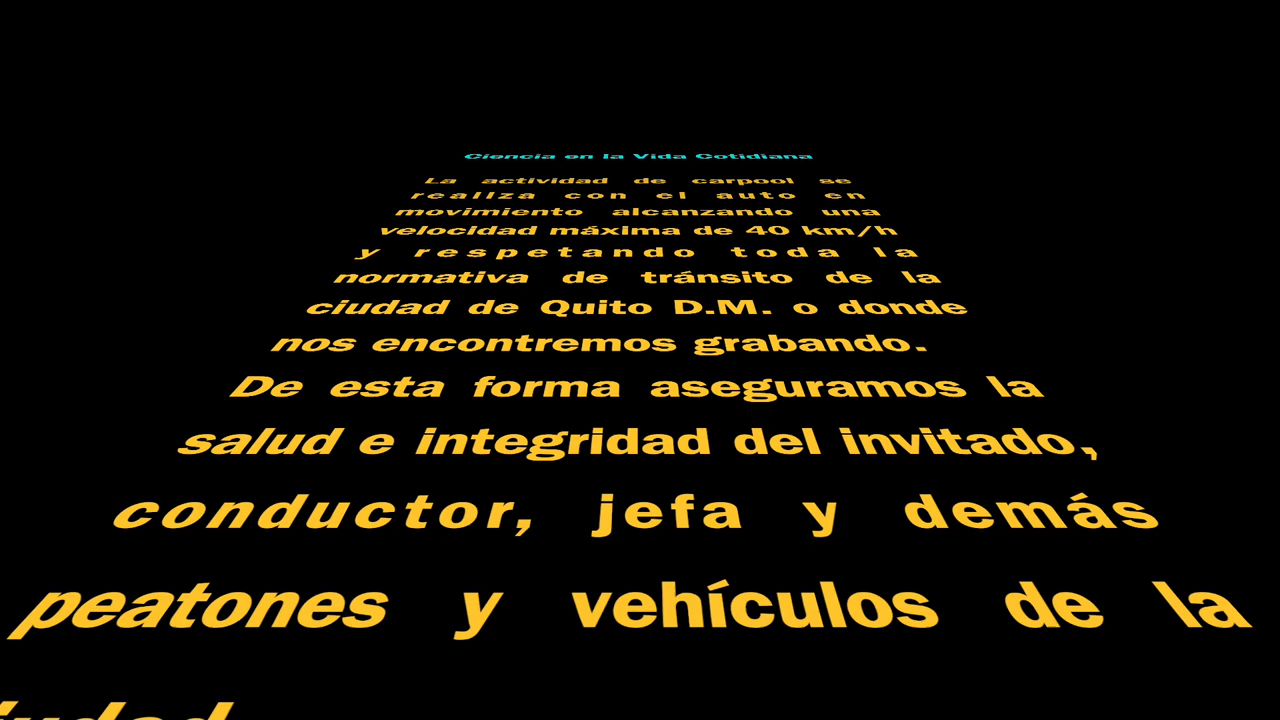 Ciencia en la Vida Cotidiana
La actividad de carpool se
realiza con el auto en
movimiento alcanzando una
velocidad máxima de 40 km/h
y respetando toda la
normativa de tránsito de la
ciudad de Quito D.M. o donde
nos encontremos grabando.
De esta forma aseguramos la
salud e integridad del invitado,
conductor, jefa y demás
peatones y vehículos de la